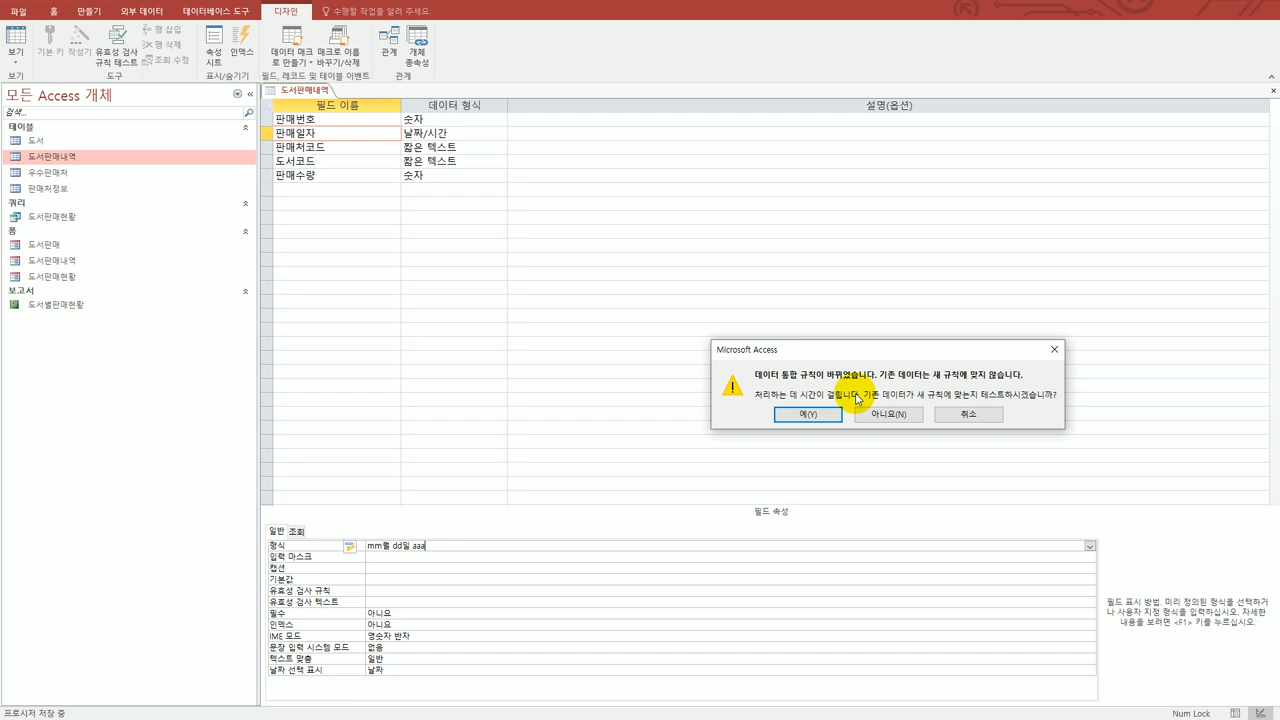 파일 홈 만들기 외부 데이터 데이터베이스 도구 디자인 수행할 작업을 알려 주세요.
보기
기본 키
작성기
유효성 검사
규칙 테스트
행 삽입
행 삭제
조회 수정
속성
시트
인덱스
데이터 매크
로 만들기
매크로 이름
바꾸기/삭제
관계
개체
종속성
보기 도구 표시/숨기기 필드, 레코드 및 테이블 이벤트 관계
모든 Access 개체
검색...
테이블
도서
도서판매내역
우수판매처
판매처정보
쿼리
도서판매현황
폼
도서판매
도서판매내역
도서판매현황
보고서
도서별판매현황
도서판매내역
필드 이름 데이터 형식 설명(옵션)
판매번호 숫자
판매일자 날짜/시간
판매처코드 짧은 텍스트
도서코드 짧은 텍스트
판매수량 숫자
Microsoft Access
데이터 통합 규칙이 바뀌었습니다. 기존 데이터는 새 규칙에 맞지 않습니다.
처리하는 데 시간이 걸립니다. 기존 데이터가 새 규칙에 맞는지 테스트하시겠습니까?
예(Y) 아니요(N) 취소
필드 속성
일반 조회
형식 mm월 dd일 aaa
입력 마스크
캡션
기본값
유효성 검사 규칙
유효성 검사 텍스트
필수 아니요
인덱스 아니요
IME 모드 영숫자 반자
문장 입력 시스템 모드 없음
텍스트 맞춤 일반
날짜 선택 표시 날짜
필드 표시 방법. 미리 정의된 형식을 선택하거
나 사용자 지정 형식을 입력하십시오. 자세한
내용을 보려면 <F1> 키를 누르십시오.
프로시저 저장 중 Num Lock